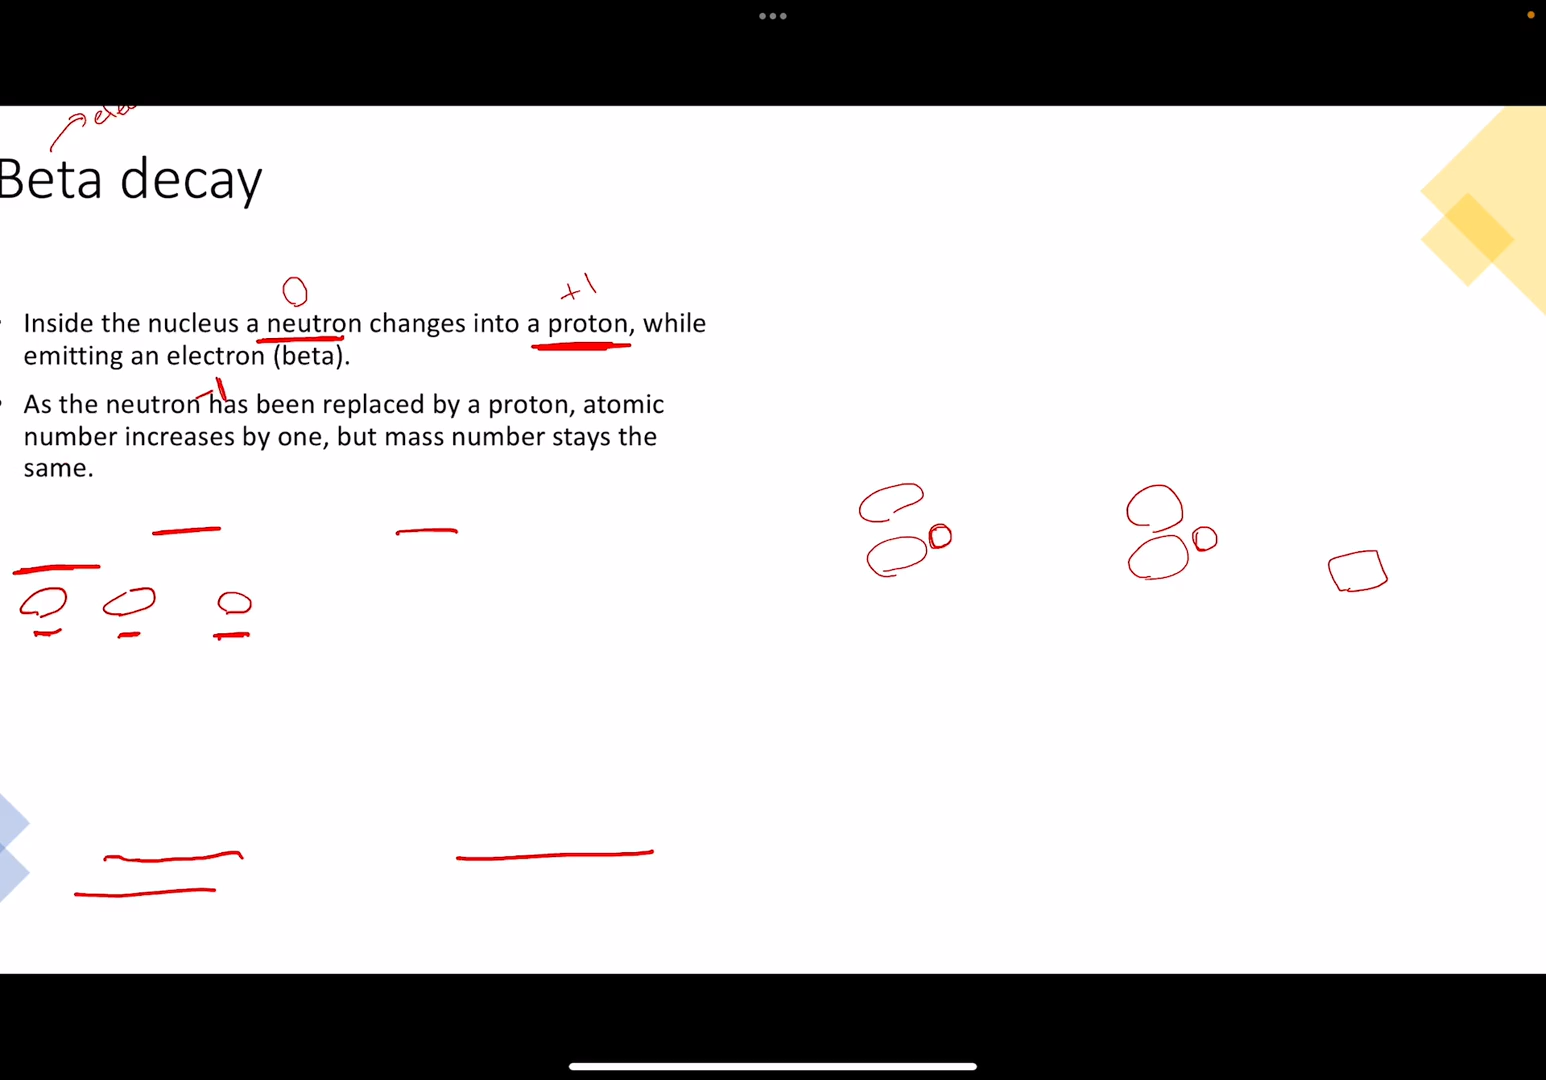 Beta decay
0
+1
Inside the nucleus a neutron changes into a proton, while
emitting an electron (beta).
-1
As the neutron has been replaced by a proton, atomic
number increases by one, but mass number stays the
same.